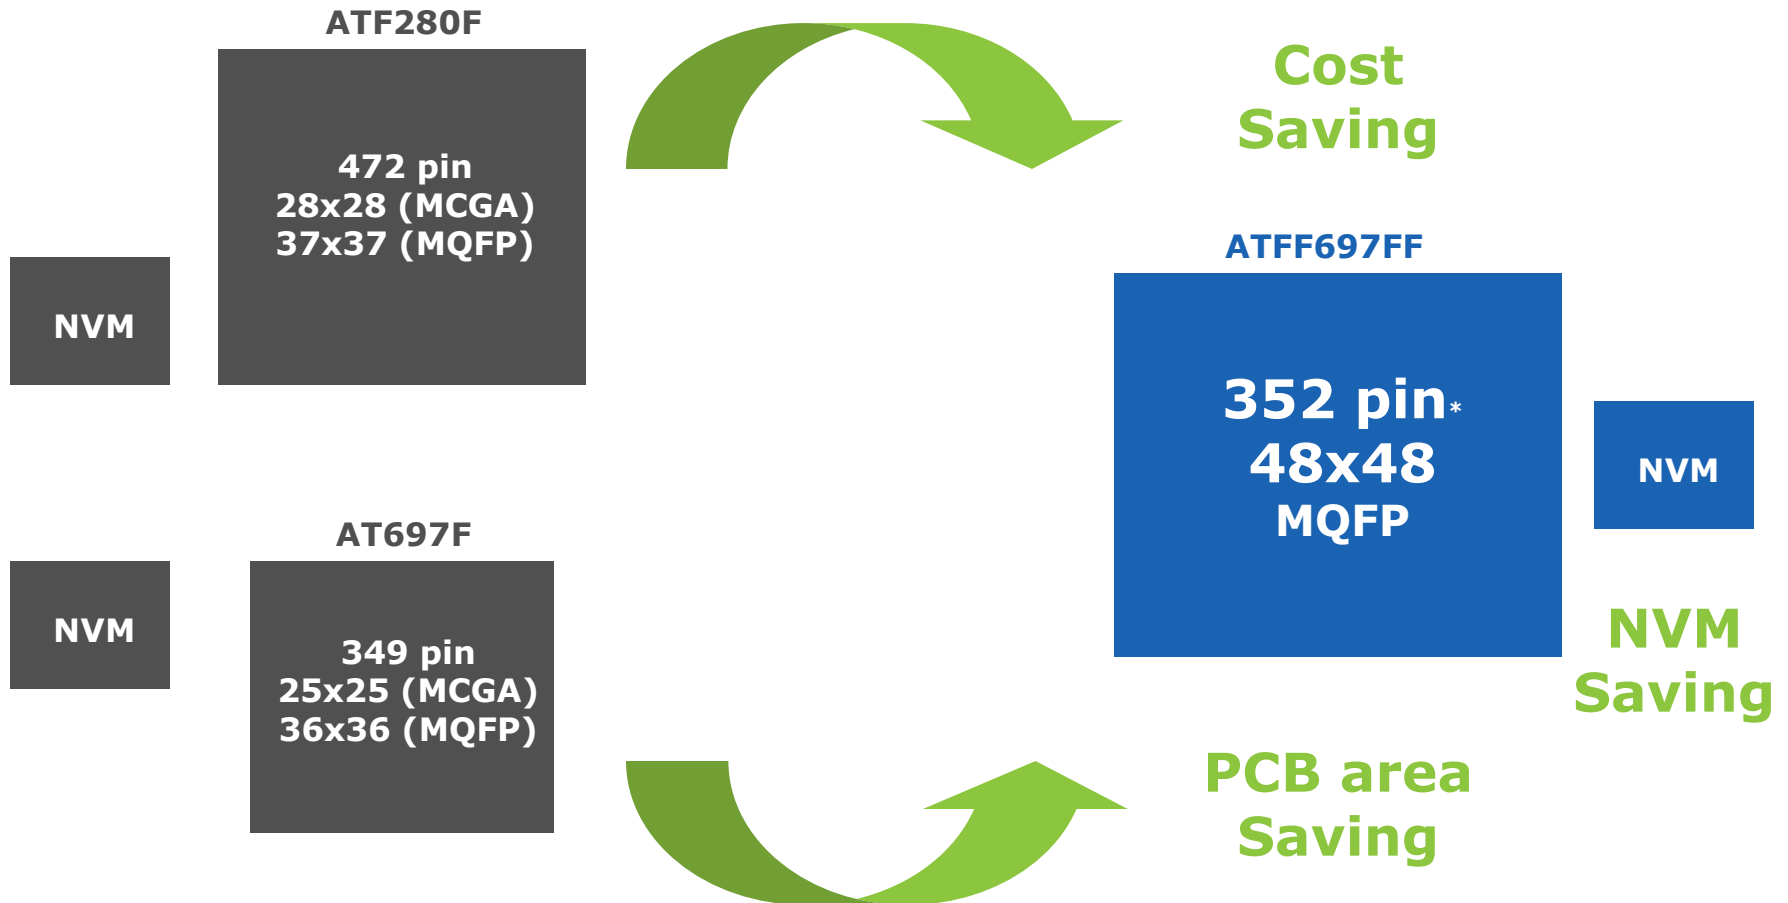 ATF280F
472 pin
28x28 (MCGA)
37x37 (MQFP)
NVM
AT697F
349 pin
25x25 (MCGA)
36x36 (MQFP)
NVM
Cost
Saving
ATFF697FF
352 pin*
48x48
MQFP
NVM
NVM
Saving
PCB area
Saving